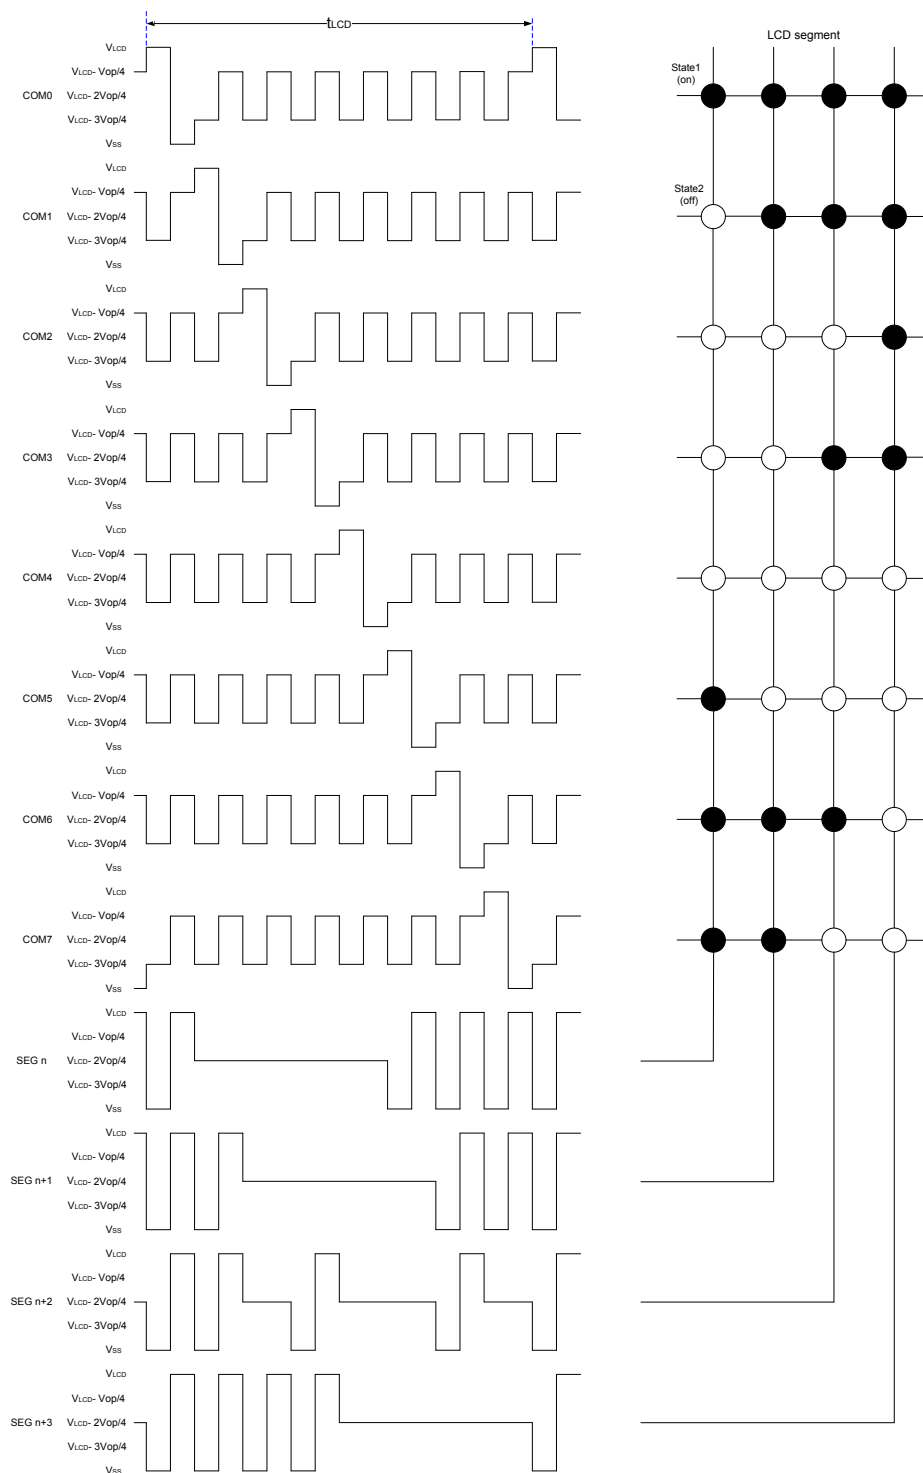 tLCD
LCD segment
State1
(on)
State2
(off)
VLCD
VLCD- Vop/4
COM0 VLCD- 2Vop/4
VLCD- 3Vop/4
VSS
VLCD
VLCD- Vop/4
COM1 VLCD- 2Vop/4
VLCD- 3Vop/4
VSS
VLCD
VLCD- Vop/4
COM2 VLCD- 2Vop/4
VLCD- 3Vop/4
VSS
VLCD
VLCD- Vop/4
COM3 VLCD- 2Vop/4
VLCD- 3Vop/4
VSS
VLCD
VLCD- Vop/4
COM4 VLCD- 2Vop/4
VLCD- 3Vop/4
VSS
VLCD
VLCD- Vop/4
COM5 VLCD- 2Vop/4
VLCD- 3Vop/4
VSS
VLCD
VLCD- Vop/4
COM6 VLCD- 2Vop/4
VLCD- 3Vop/4
VSS
VLCD
VLCD- Vop/4
COM7 VLCD- 2Vop/4
VLCD- 3Vop/4
VSS
VLCD
VLCD- Vop/4
SEG n VLCD- 2Vop/4
VLCD- 3Vop/4
VSS
VLCD
VLCD- Vop/4
SEG n+1 VLCD- 2Vop/4
VLCD- 3Vop/4
VSS
VLCD
VLCD- Vop/4
SEG n+2 VLCD- 2Vop/4
VLCD- 3Vop/4
VSS
VLCD
VLCD- Vop/4
SEG n+3 VLCD- 2Vop/4
VLCD- 3Vop/4
VSS